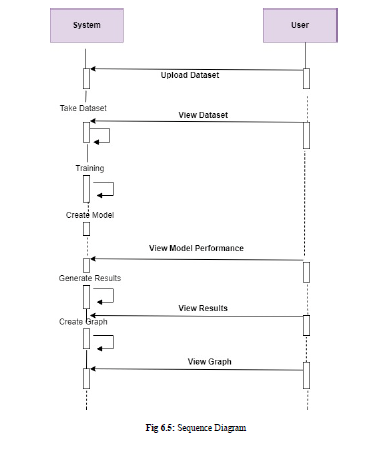 System
User
Upload Dataset
Take Dataset
View Dataset
Training
Create Model
View Model Performance
Generate Results
View Results
Create Graph
View Graph
Fig 6.5: Sequence Diagram